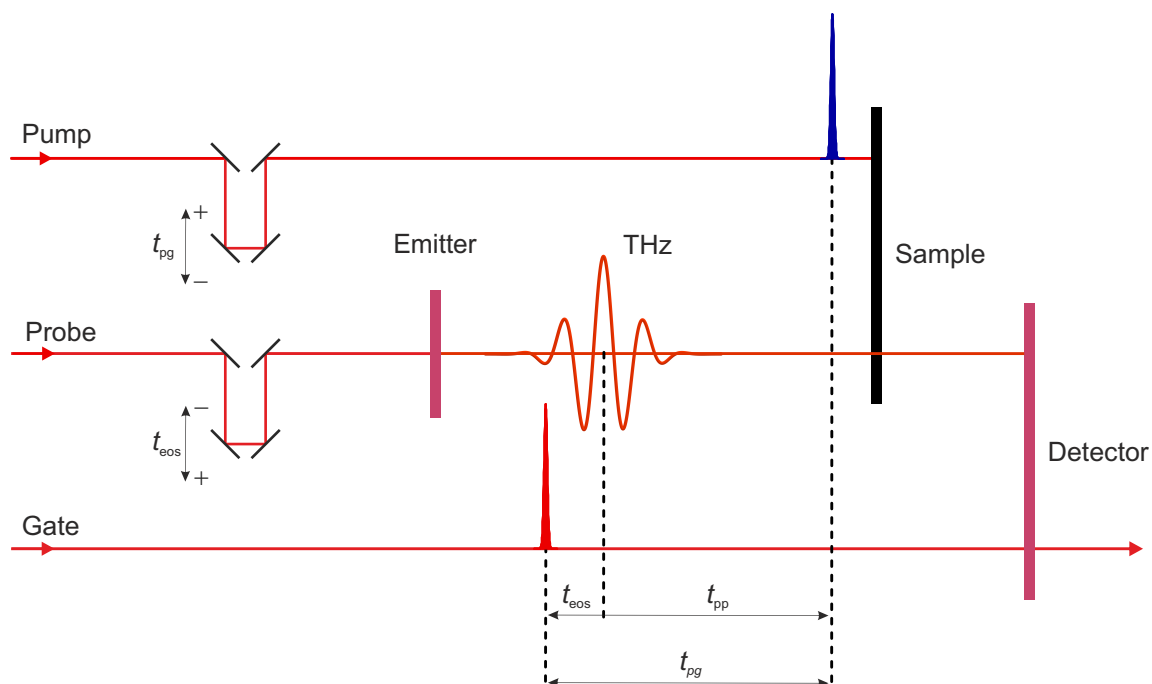 Pump
+
t_pg
−
Emitter
THz
Sample
Probe
−
t_eos
+
Detector
Gate
t_eos
t_pp
t_pg